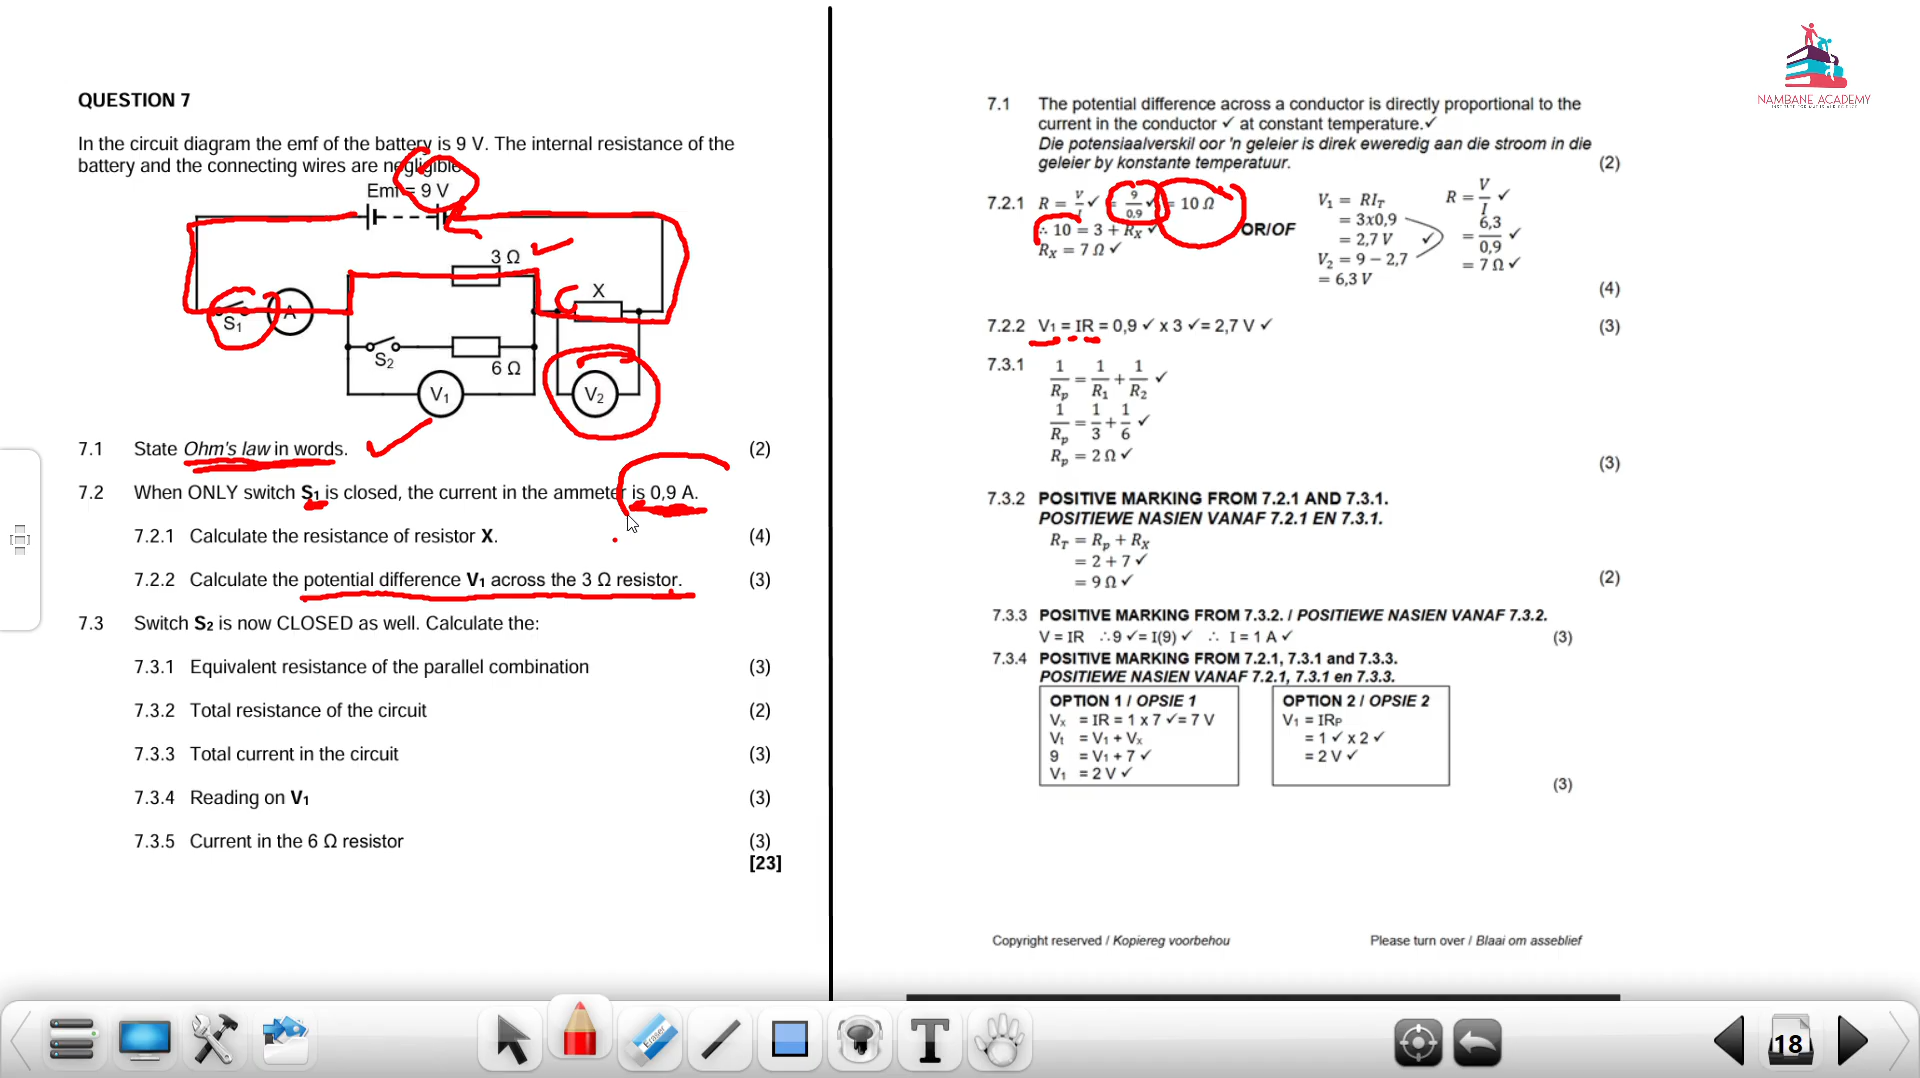 QUESTION 7
In the circuit diagram the emf of the battery is 9 V. The internal resistance of the
battery and the connecting wires are negligible
Emf = 9 V
3 Ω
X
S₁
A
S₂
6 Ω
V₁
V₂
7.1 State Ohm's law in words. (2)
7.2 When ONLY switch S₁ is closed, the current in the ammeter is 0,9 A.
7.2.1 Calculate the resistance of resistor X. (4)
7.2.2 Calculate the potential difference V₁ across the 3 Ω resistor. (3)
7.3 Switch S₂ is now CLOSED as well. Calculate the:
7.3.1 Equivalent resistance of the parallel combination (3)
7.3.2 Total resistance of the circuit (2)
7.3.3 Total current in the circuit (3)
7.3.4 Reading on V₁ (3)
7.3.5 Current in the 6 Ω resistor (3)
[23]
NAMBANE ACADEMY
7.1 The potential difference across a conductor is directly proportional to the
current in the conductor ✓ at constant temperature.✓
Die potensiaalverskil oor 'n geleier is direk eweredig aan die stroom in die
geleier by konstante temperatuur. (2)
7.2.1 R = V/I ✓ = 9/0,9 ✓ = 10 Ω
∴ 10 = 3 + Rₓ ✓
Rₓ = 7 Ω ✓
OR/OF
V₁ = RI_T
= 3x0,9
= 2,7 V ✓
V₂ = 9 − 2,7
= 6,3 V
R = V/I ✓
= 6,3/0,9 ✓
= 7 Ω ✓
(4)
7.2.2 V₁ = IR = 0,9 ✓ x 3 ✓= 2,7 V ✓ (3)
7.3.1 1/Rₚ = 1/R₁ + 1/R₂ ✓
1/Rₚ = 1/3 + 1/6 ✓
Rₚ = 2 Ω ✓ (3)
7.3.2 POSITIVE MARKING FROM 7.2.1 AND 7.3.1.
POSITIEWE NASIEN VANAF 7.2.1 EN 7.3.1.
R_T = Rₚ + R_X
= 2 + 7 ✓
= 9 Ω ✓ (2)
7.3.3 POSITIVE MARKING FROM 7.3.2. / POSITIEWE NASIEN VANAF 7.3.2.
V = IR ∴ 9 ✓= I(9) ✓ ∴ I = 1 A ✓ (3)
7.3.4 POSITIVE MARKING FROM 7.2.1, 7.3.1 and 7.3.3.
POSITIEWE NASIEN VANAF 7.2.1, 7.3.1 en 7.3.3.
OPTION 1 / OPSIE 1
Vₓ = IR = 1 x 7 ✓= 7 V
Vₜ = V₁ + Vₓ
9 = V₁ + 7 ✓
V₁ = 2 V ✓
OPTION 2 / OPSIE 2
V₁ = IRₚ
= 1 ✓ x 2 ✓
= 2 V ✓
(3)
Copyright reserved / Kopiereg voorbehou Please turn over / Blaai om asseblief
Eraser
T
18